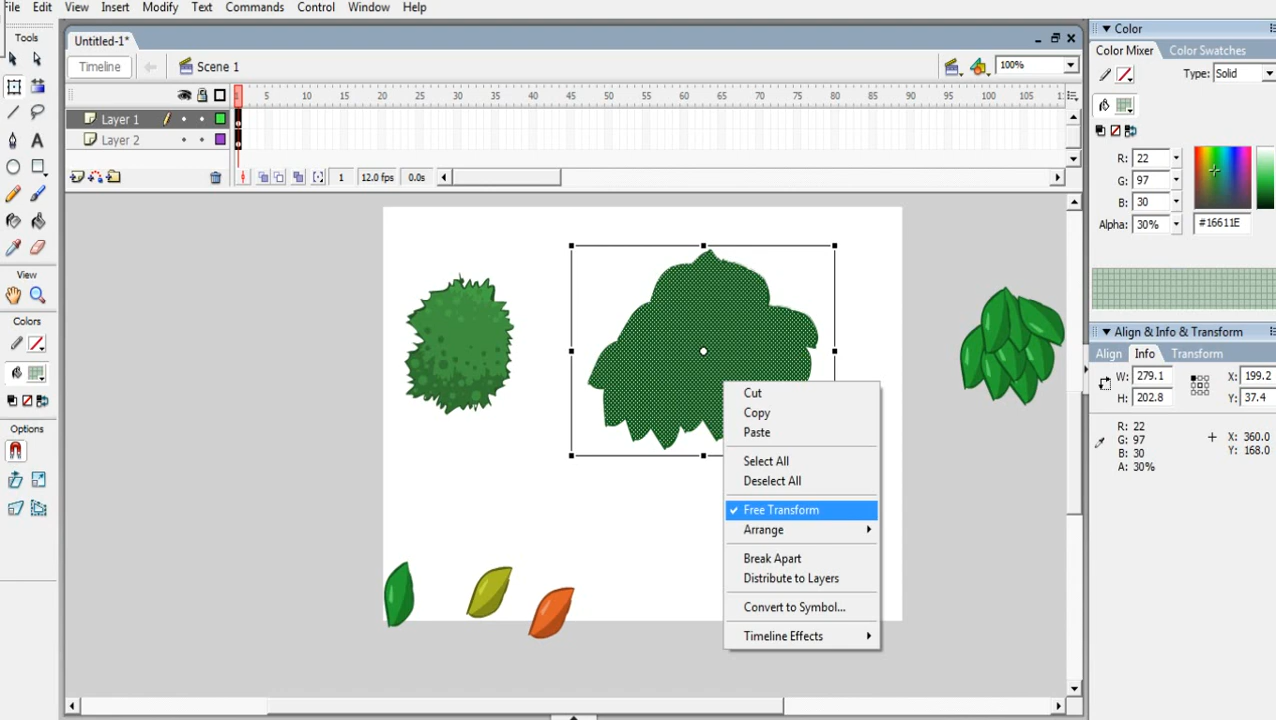 File Edit View Insert Modify Text Commands Control Window Help
Tools
View
Colors
Options
Untitled-1*
Timeline
Scene 1
100%
1 5 10 15 20 25 30 35 40 45 50 55 60 65 70 75 80 85 90 95 100 105
Layer 1
Layer 2
1 12.0 fps 0.0s
Cut
Copy
Paste
Select All
Deselect All
Free Transform
Arrange
Break Apart
Distribute to Layers
Convert to Symbol...
Timeline Effects
Color
Color Mixer Color Swatches
Type: Solid
R: 22
G: 97
B: 30
Alpha: 30% #16611E
Align & Info & Transform
Align Info Transform
W: 279.1 X: 199.2
H: 202.8 Y: 37.4
R: 22
G: 97
B: 30
A: 30%
X: 360.0
Y: 168.0